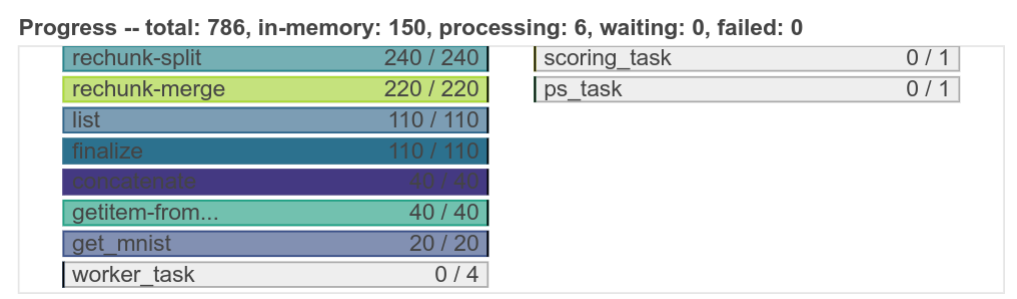 Progress -- total: 786, in-memory: 150, processing: 6, waiting: 0, failed: 0
rechunk-split 240 / 240
rechunk-merge 220 / 220
list 110 / 110
finalize 110 / 110
concatenate 40 / 40
getitem-from... 40 / 40
get_mnist 20 / 20
worker_task 0 / 4
scoring_task 0 / 1
ps_task 0 / 1